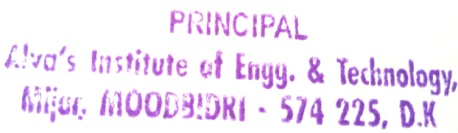 PRINCIPAL
Alva's Institute of Engg. & Technology,
Mijar, MOODBIDRI - 574 225, D.K